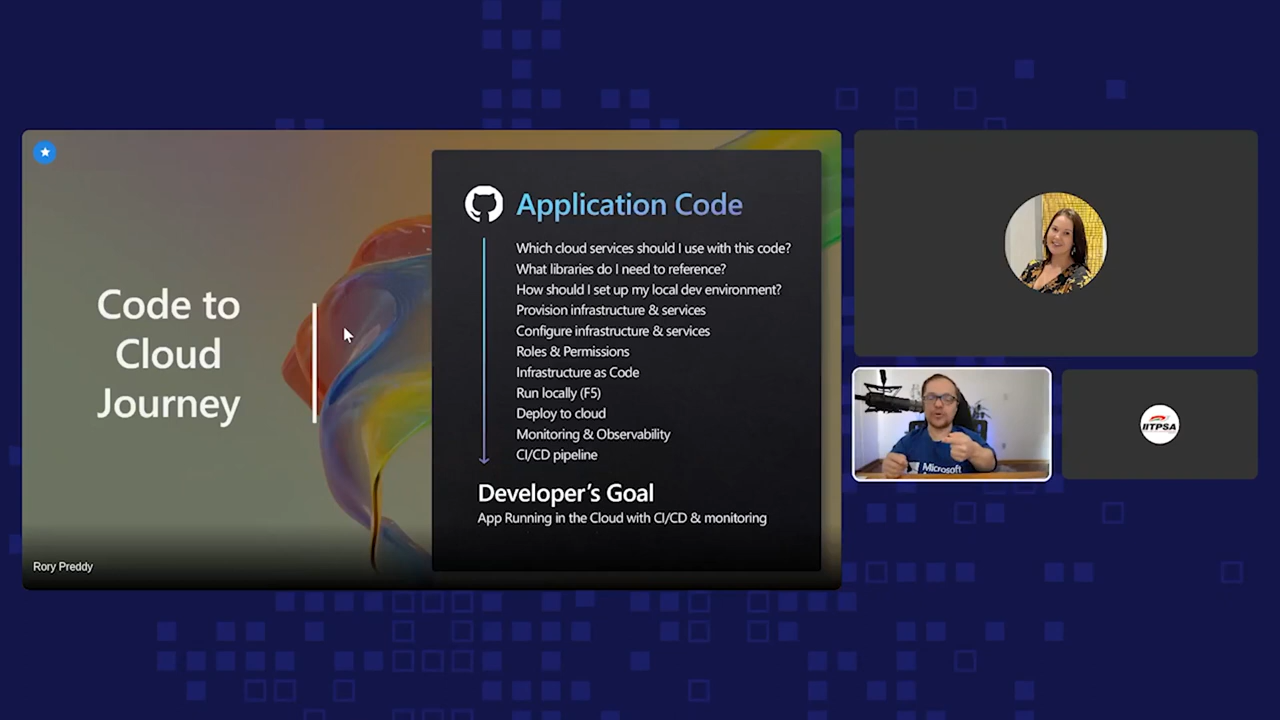 Code to
Cloud
Journey
Application Code
Which cloud services should I use with this code?
What libraries do I need to reference?
How should I set up my local dev environment?
Provision infrastructure & services
Configure infrastructure & services
Roles & Permissions
Infrastructure as Code
Run locally (F5)
Deploy to cloud
Monitoring & Observability
CI/CD pipeline
Developer’s Goal
App Running in the Cloud with CI/CD & monitoring
Rory Preddy
Microsoft
IITPSA